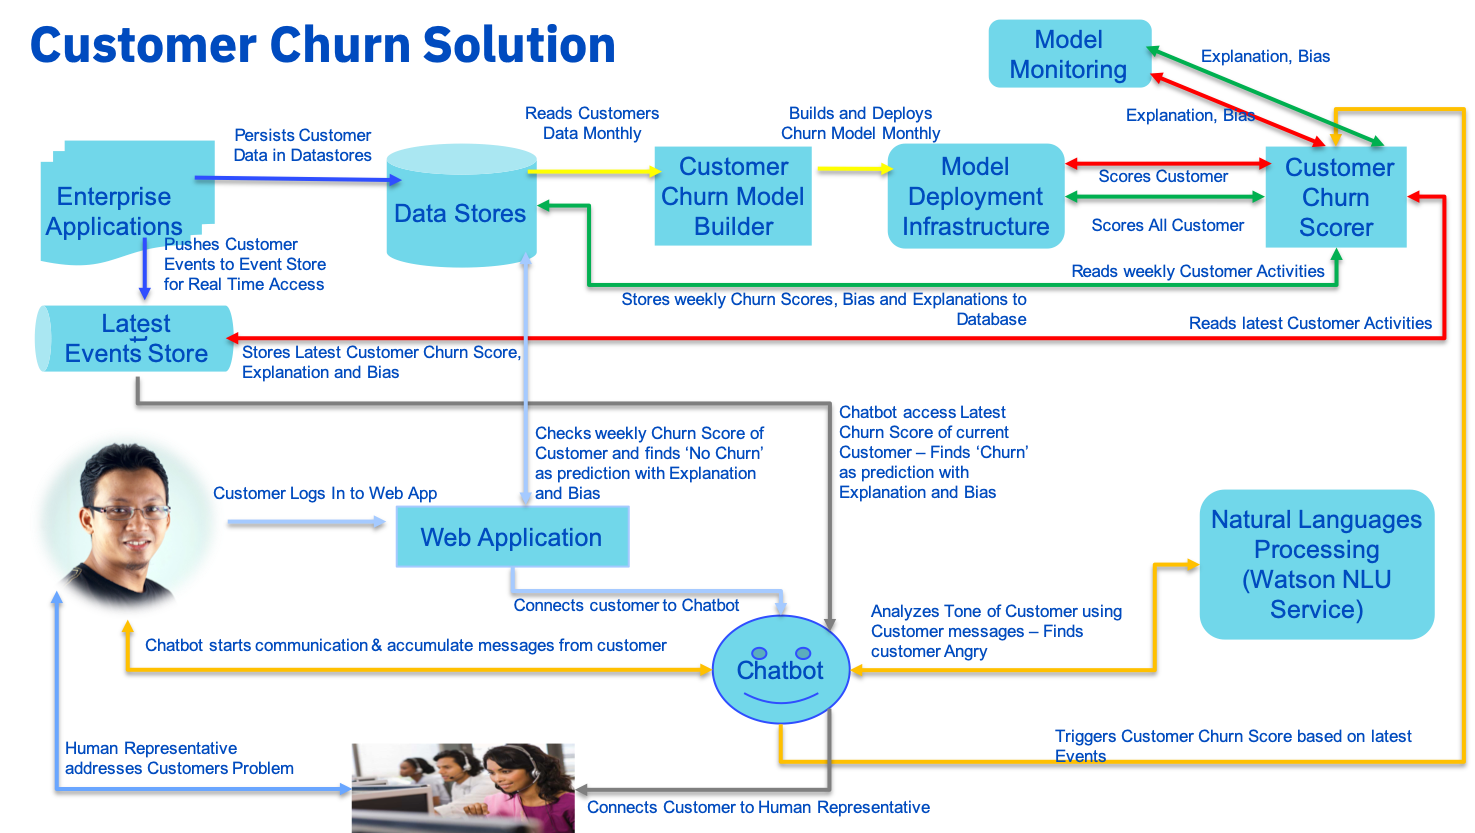 Customer Churn Solution
Model
Monitoring
Explanation, Bias
Explanation, Bias
Reads Customers
Data Monthly
Builds and Deploys
Churn Model Monthly
Persists Customer
Data in Datastores
Enterprise
Applications
Data Stores
Customer
Churn Model
Builder
Model
Deployment
Infrastructure
Scores Customer
Scores All Customer
Customer
Churn
Scorer
Pushes Customer
Events to Event Store
for Real Time Access
Reads weekly Customer Activities
Stores weekly Churn Scores, Bias and Explanations to
Database
Reads latest Customer Activities
Latest
Events Store
Stores Latest Customer Churn Score,
Explanation and Bias
Checks weekly Churn Score of
Customer and finds ‘No Churn’
as prediction with Explanation
and Bias
Chatbot access Latest
Churn Score of current
Customer – Finds ‘Churn’
as prediction with
Explanation and Bias
Customer Logs In to Web App
Web Application
Natural Languages
Processing
(Watson NLU
Service)
Connects customer to Chatbot
Analyzes Tone of Customer using
Customer messages – Finds
customer Angry
Chatbot starts communication & accumulate messages from customer
Chatbot
Triggers Customer Churn Score based on latest
Events
Human Representative
addresses Customers Problem
Connects Customer to Human Representative